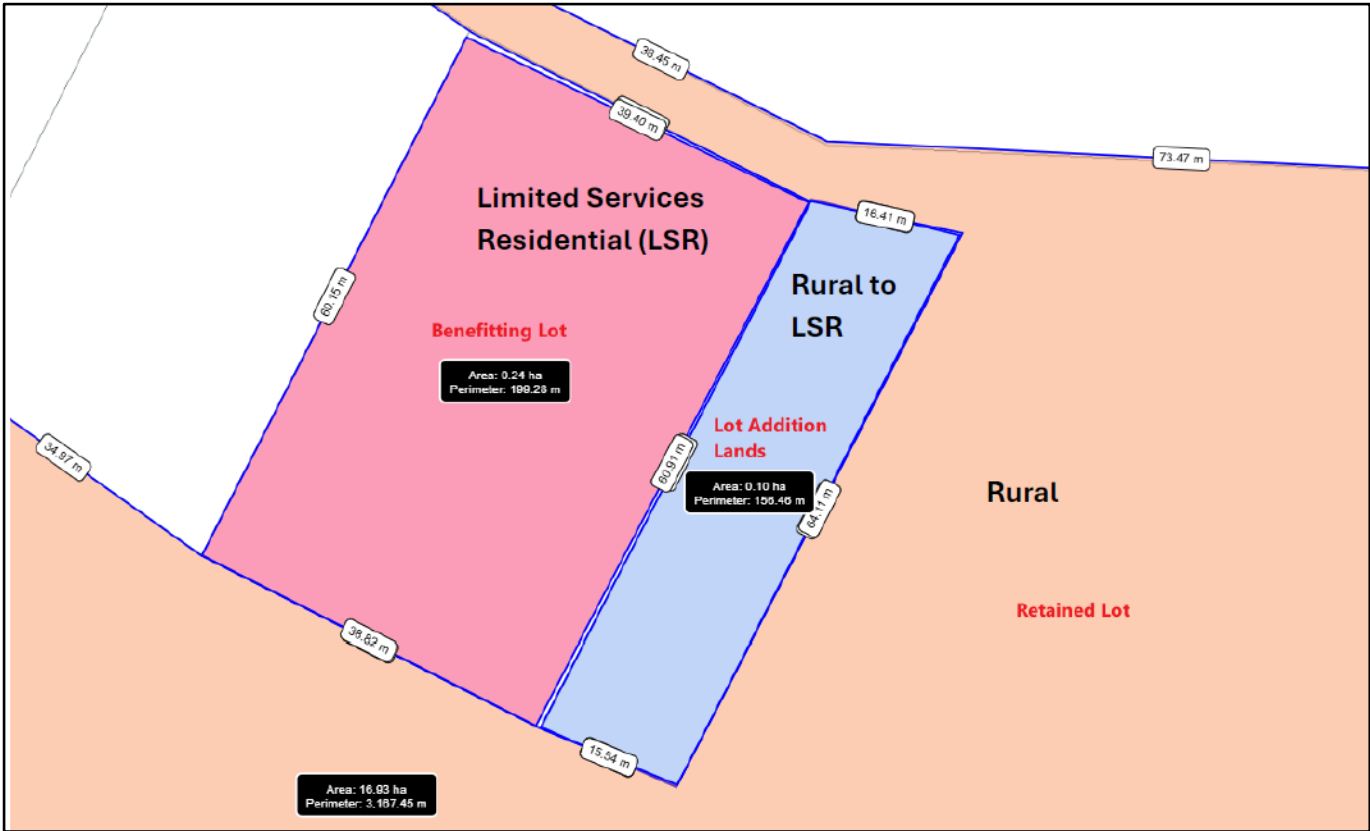 38.45 m
39.40 m
73.47 m
Limited Services
Residential (LSR)
16.41 m
60.15 m
Rural to
LSR
Benefitting Lot
Area: 0.24 ha
Perimeter: 199.28 m
Lot Addition
Lands
34.97 m
60.91 m
Area: 0.10 ha
Perimeter: 156.46 m
64.11 m
Rural
Retained Lot
38.82 m
15.54 m
Area: 16.93 ha
Perimeter: 3,167.45 m